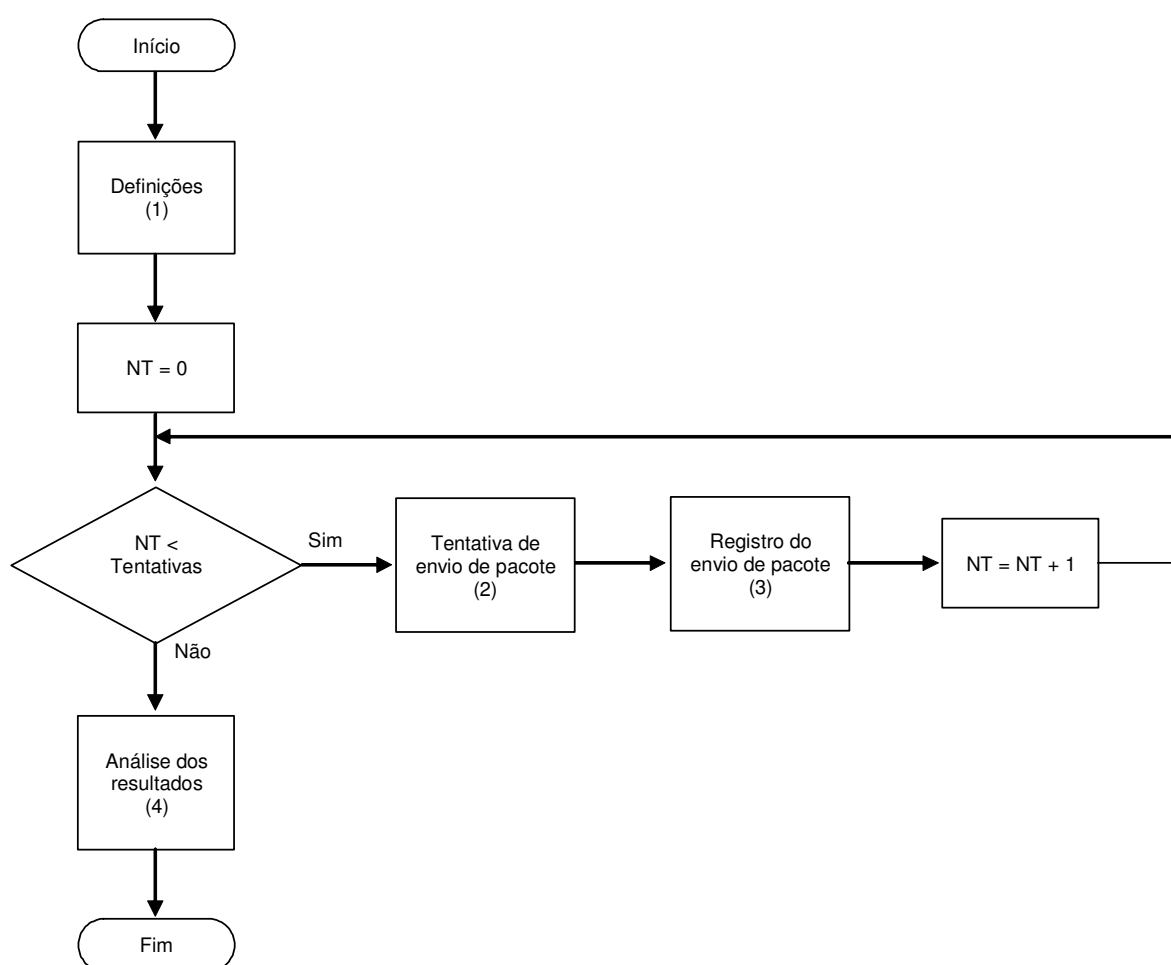 Início
Definições
(1)
NT = 0
NT <
Tentativas
Sim
Tentativa de
envio de pacote
(2)
Registro do
envio de pacote
(3)
NT = NT + 1
Não
Análise dos
resultados
(4)
Fim